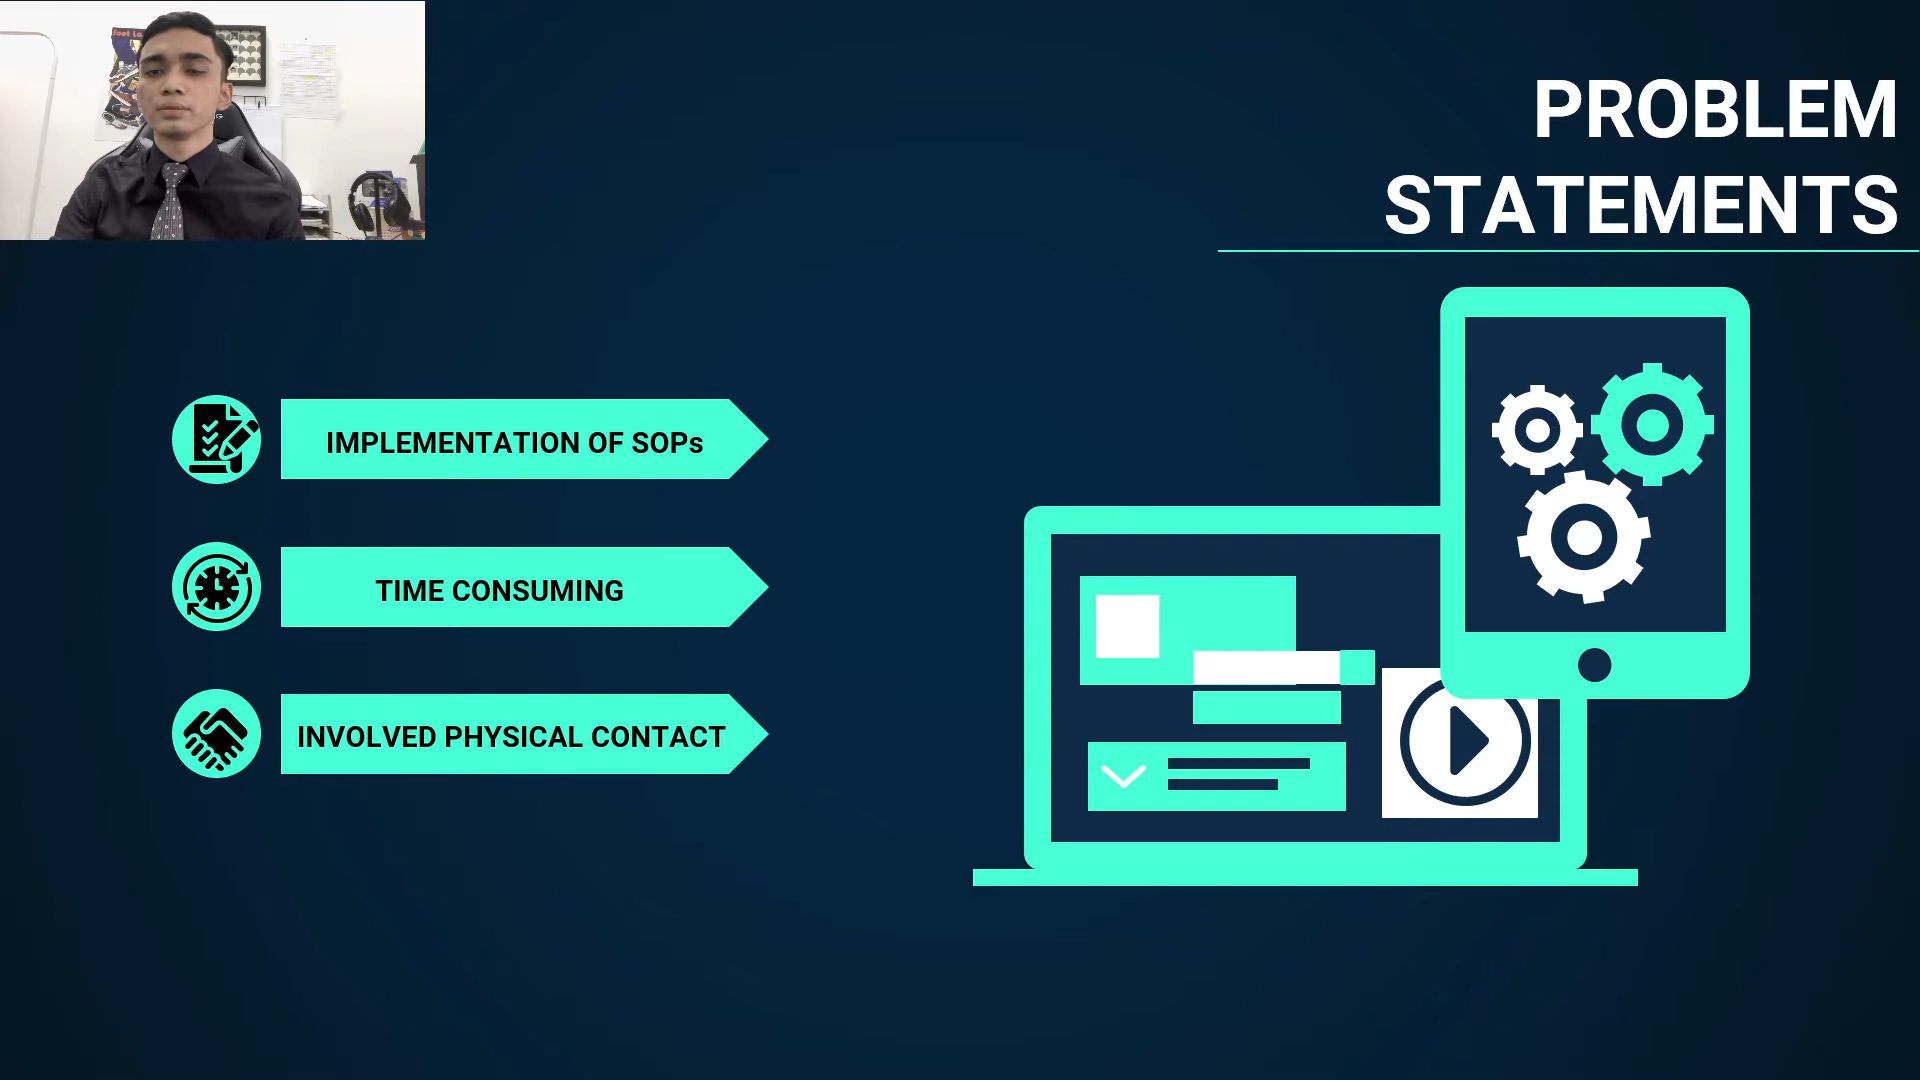 PROBLEM
STATEMENTS
IMPLEMENTATION OF SOPs
TIME CONSUMING
INVOLVED PHYSICAL CONTACT